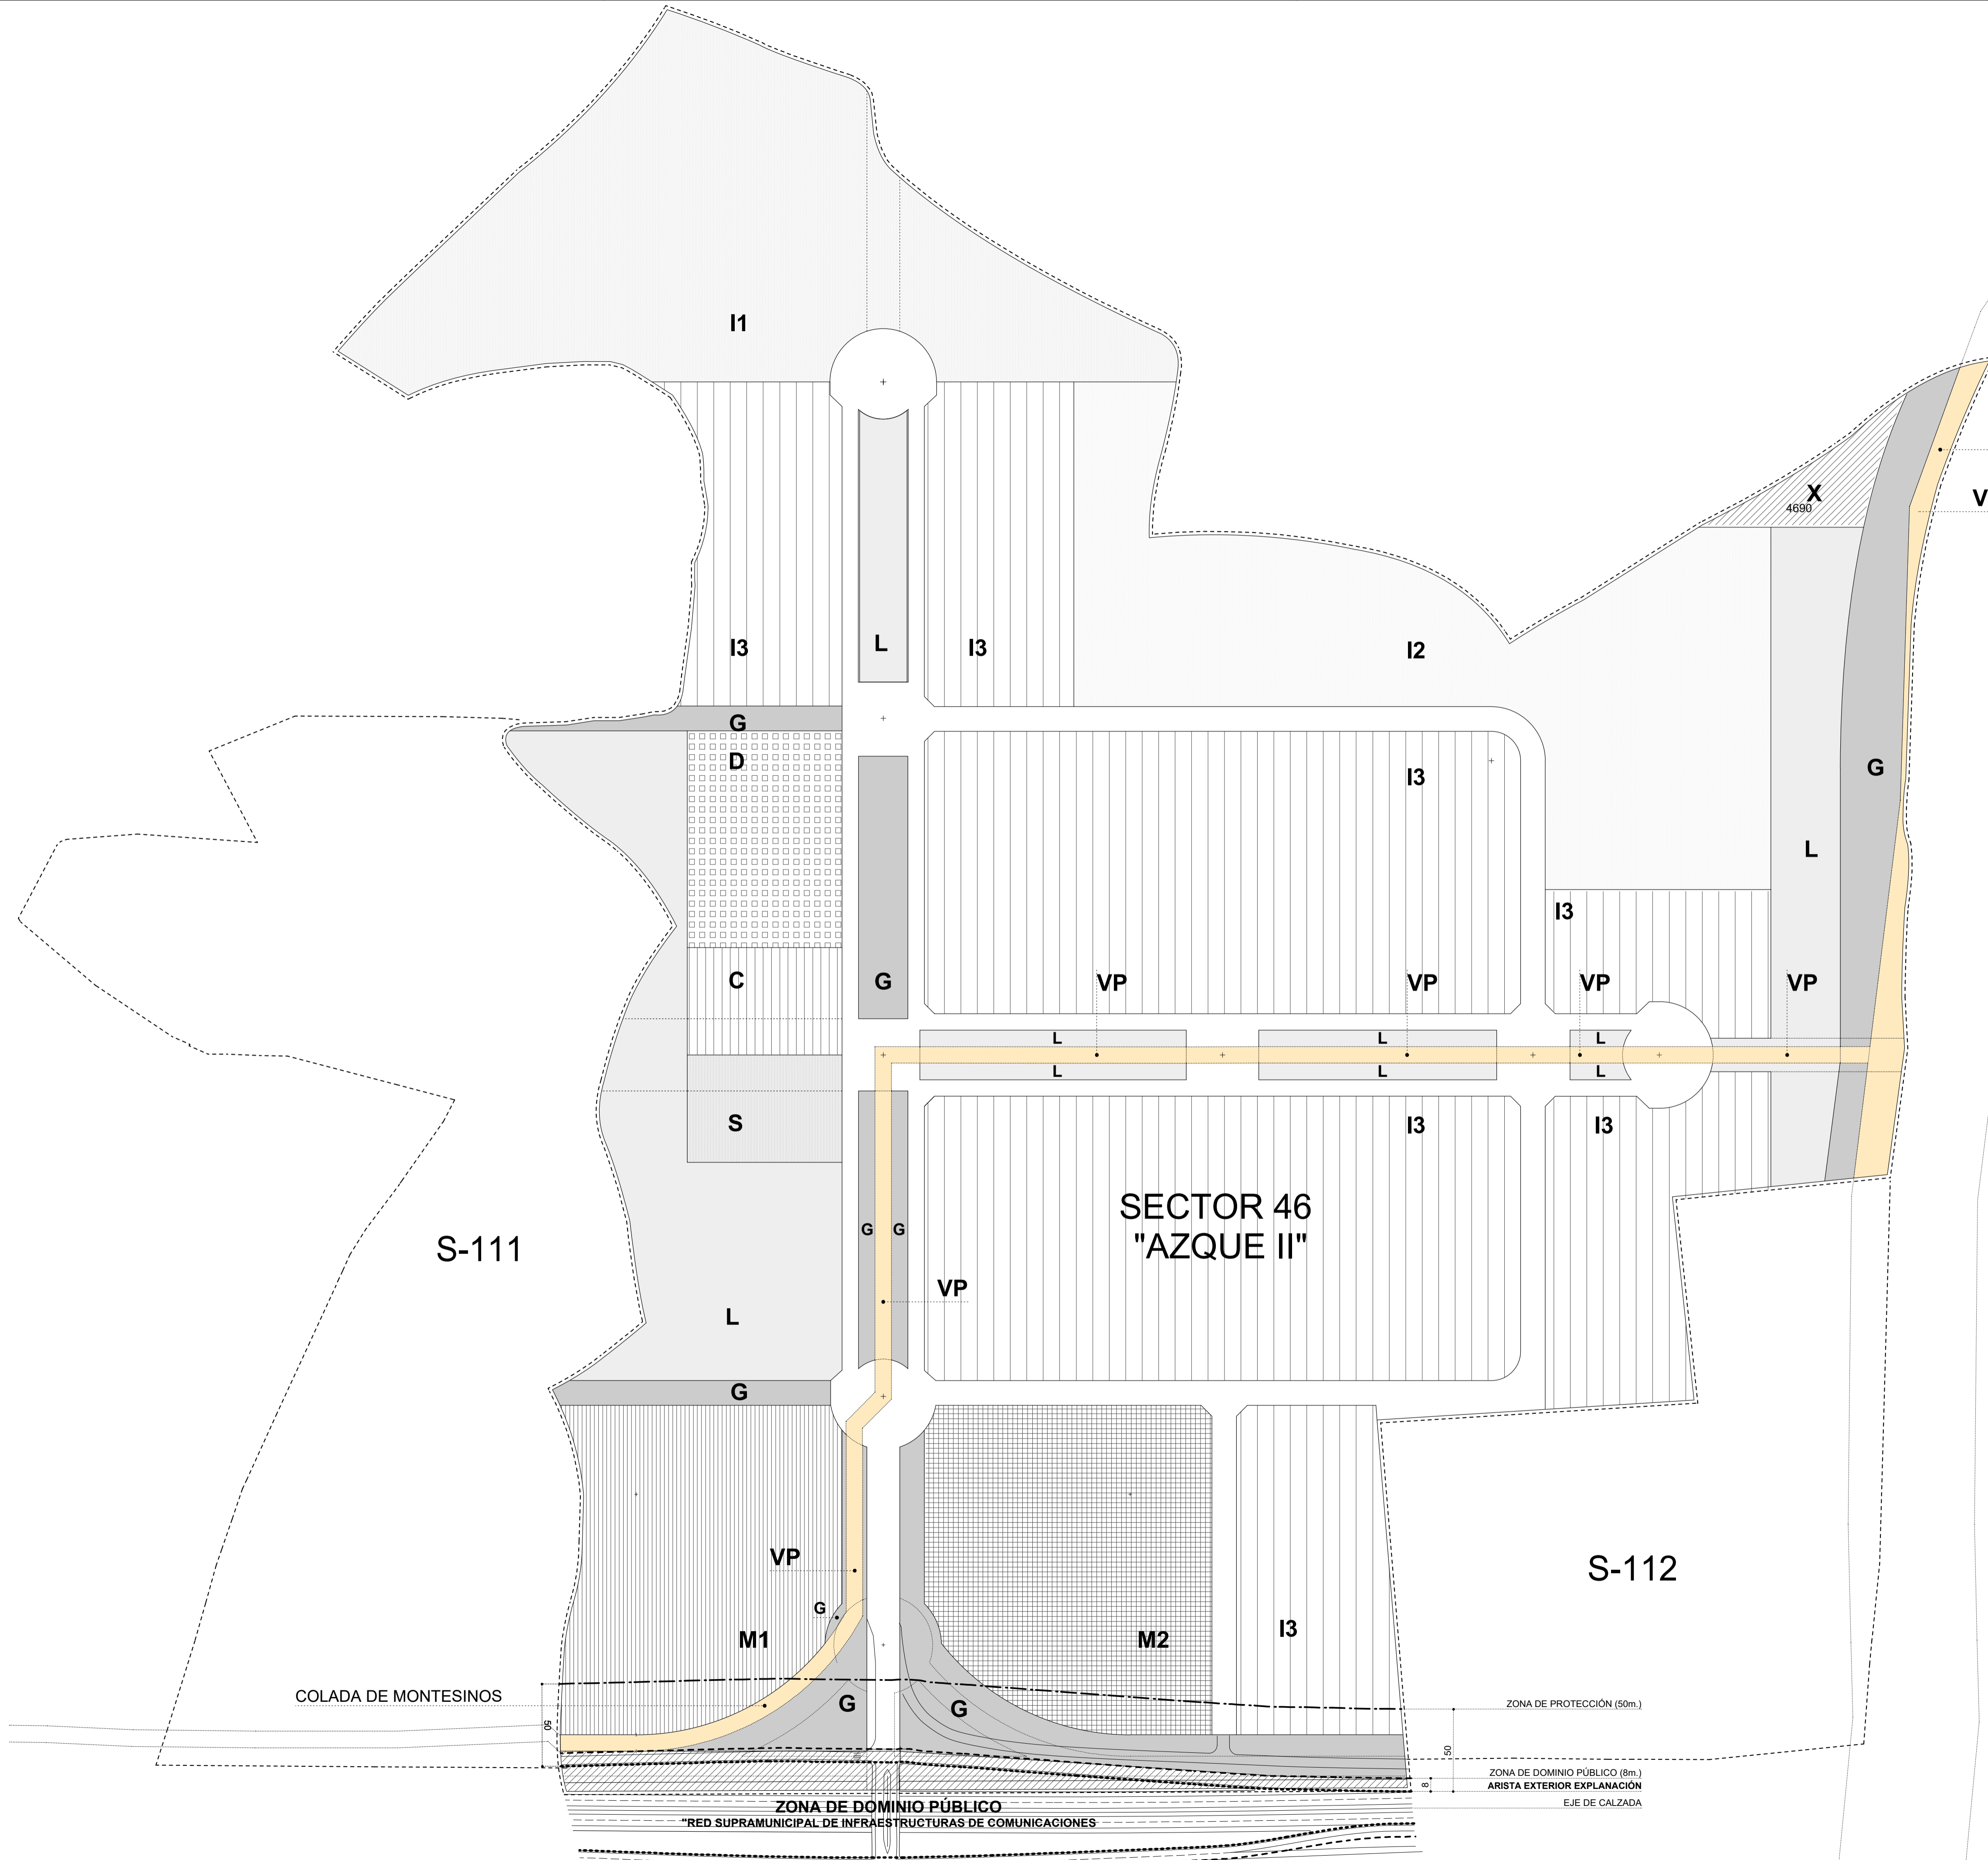 I1
X
4690
V
I3
L
I3
I2
G
D
I3
G
L
I3
C
G
VP
VP
VP
VP
L
L
L
L
L
L
S
I3
I3
SECTOR 46
"AZQUE II"
G
G
S-111
VP
L
G
VP
S-112
G
M1
M2
I3
COLADA DE MONTESINOS
G
G
ZONA DE PROTECCIÓN (50m.)
50
50
ZONA DE DOMINIO PÚBLICO (8m.)
8
ARISTA EXTERIOR EXPLANACIÓN
EJE DE CALZADA
ZONA DE DOMINIO PÚBLICO
"RED SUPRAMUNICIPAL DE INFRAESTRUCTURAS DE COMUNICACIONES